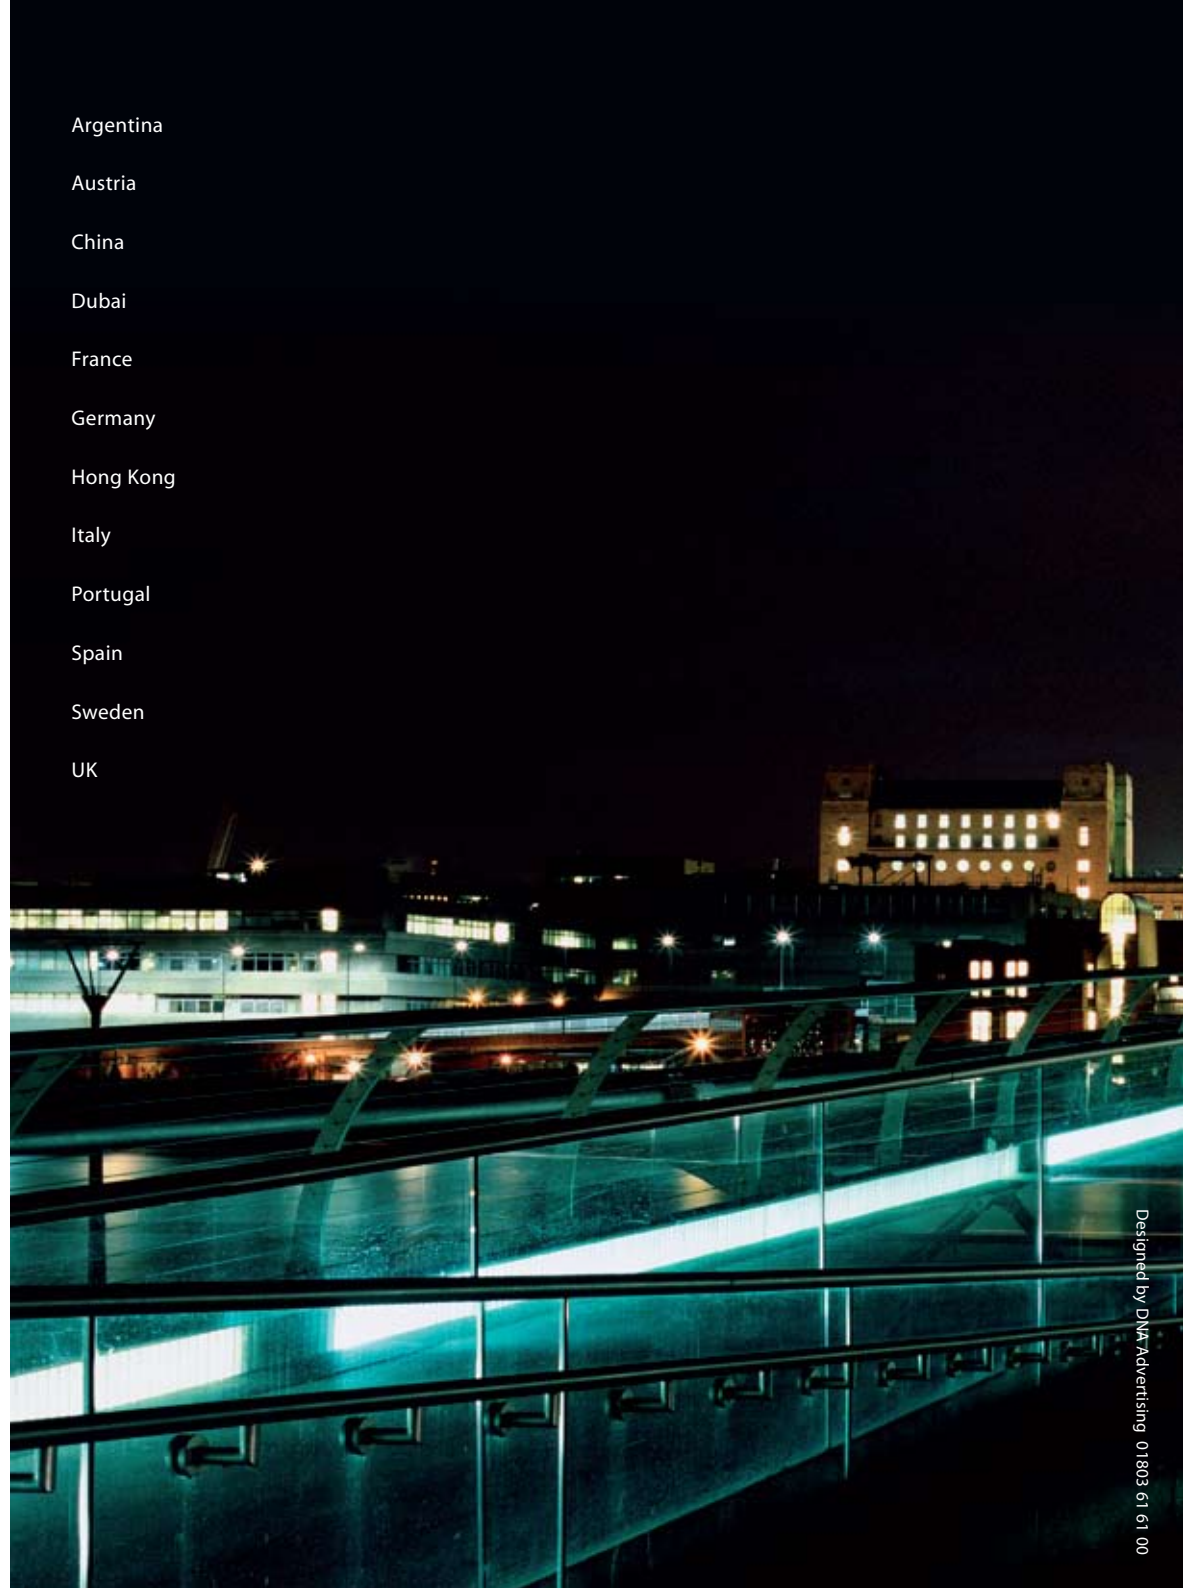 Argentina
Austria
China
Dubai
France
Germany
Hong Kong
Italy
Portugal
Spain
Sweden
UK
Designed by DNA Advertising 01803 61 61 00